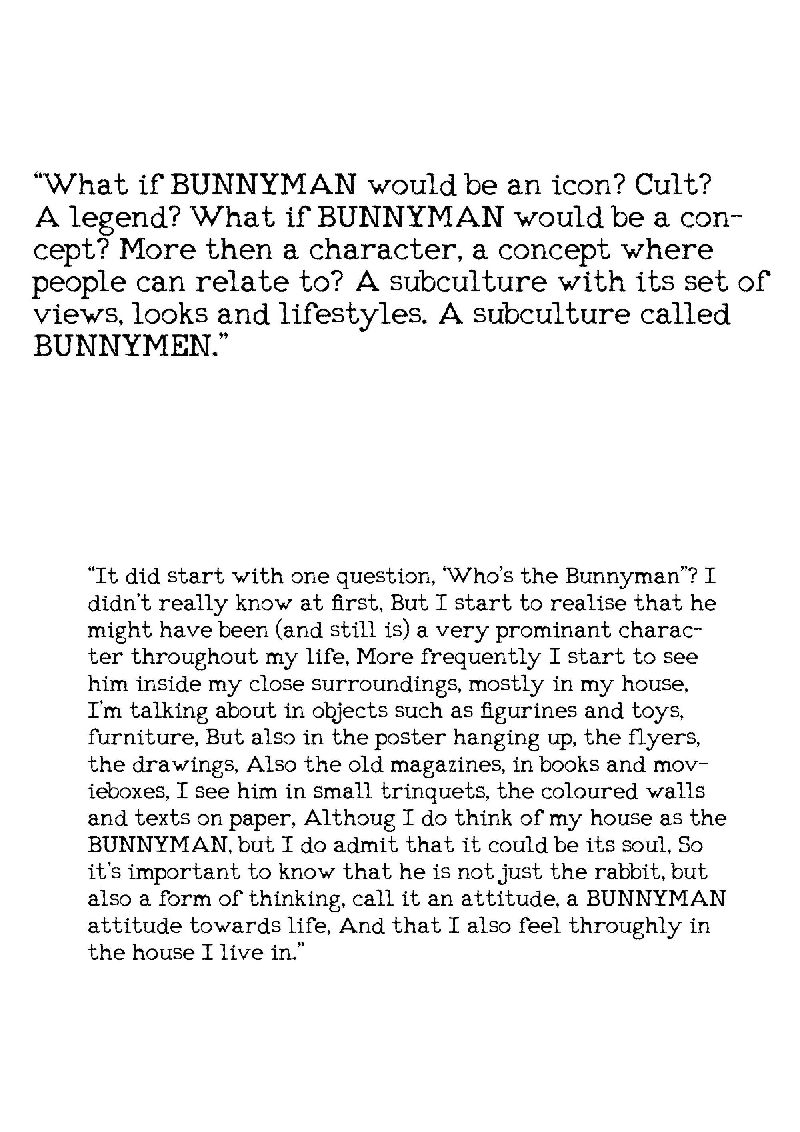 “What if BUNNYMAN would be an icon? Cult?
A legend? What if BUNNYMAN would be a con-
cept? More then a character, a concept where
people can relate to? A subculture with its set of
views, looks and lifestyles. A subculture called
BUNNYMEN.”
“It did start with one question, ‘Who's the Bunnyman”? I
didn't really know at first, But I start to realise that he
might have been (and still is) a very prominant charac-
ter throughout my life, More frequently I start to see
him inside my close surroundings, mostly in my house,
I'm talking about in objects such as figurines and toys,
furniture, But also in the poster hanging up, the flyers,
the drawings, Also the old magazines, in books and mov-
ieboxes, I see him in small trinquets, the coloured walls
and texts on paper, Althoug I do think of my house as the
BUNNYMAN, but I do admit that it could be its soul, So
it's important to know that he is not just the rabbit, but
also a form of thinking, call it an attitude, a BUNNYMAN
attitude towards life, And that I also feel throughly in
the house I live in.”